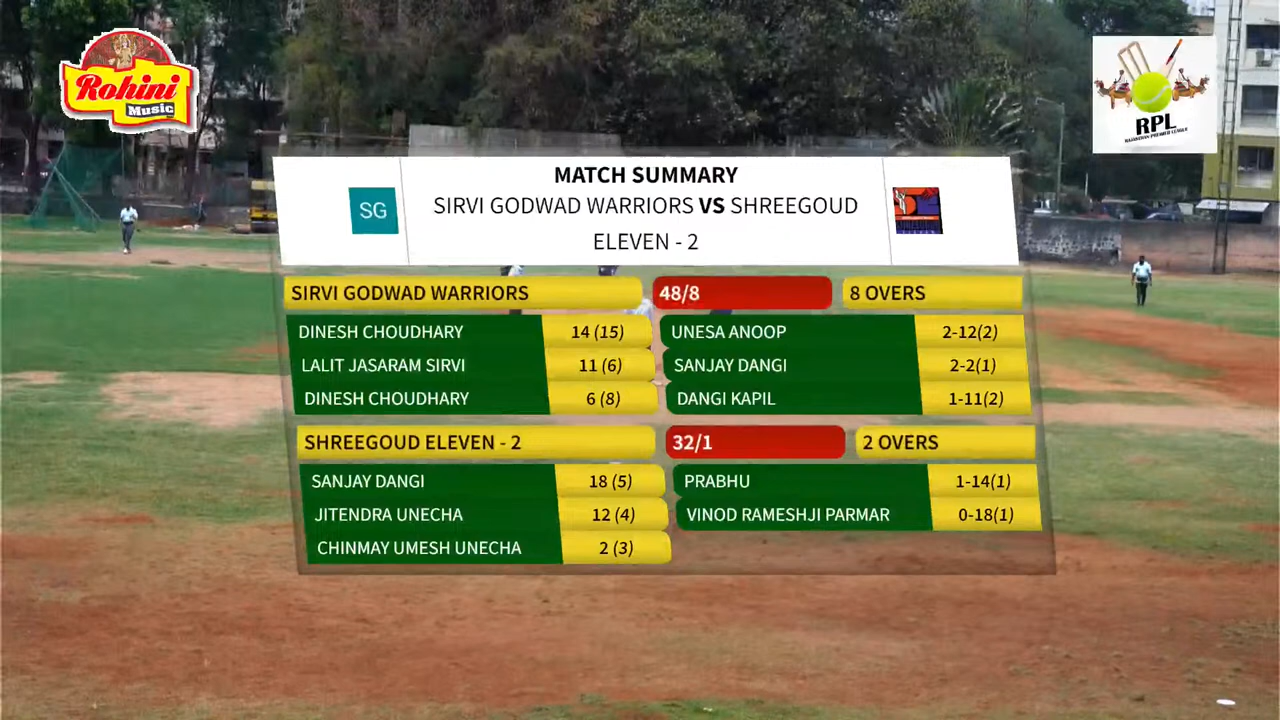 Rohini
Music
RPL
RAJASTHAN PREMIER LEAGUE
MATCH SUMMARY
SG
SIRVI GODWAD WARRIORS VS SHREEGOUD
ELEVEN - 2
SIRVI GODWAD WARRIORS 48/8 8 OVERS
DINESH CHOUDHARY 14 (15) UNESA ANOOP 2-12(2)
LALIT JASARAM SIRVI 11 (6) SANJAY DANGI 2-2(1)
DINESH CHOUDHARY 6 (8) DANGI KAPIL 1-11(2)
SHREEGOUD ELEVEN - 2 32/1 2 OVERS
SANJAY DANGI 18 (5) PRABHU 1-14(1)
JITENDRA UNECHA 12 (4) VINOD RAMESHJI PARMAR 0-18(1)
CHINMAY UMESH UNECHA 2 (3)